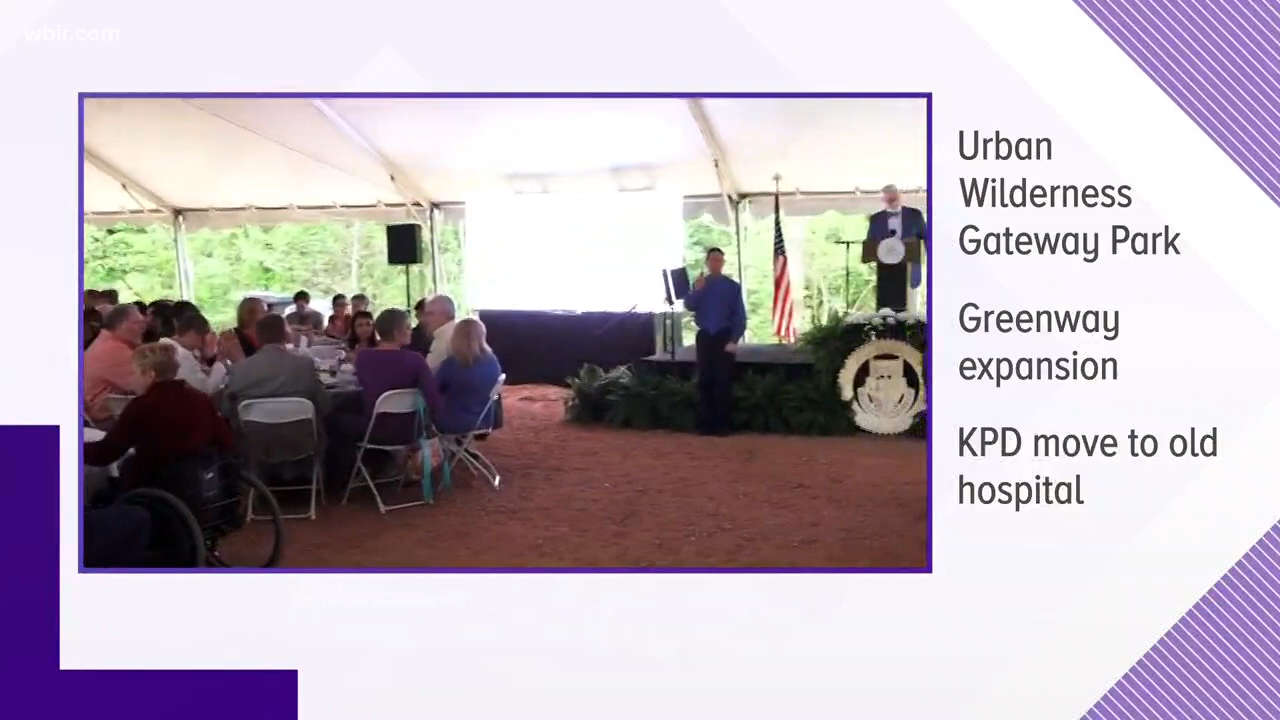 wbir.com
Urban
Wilderness
Gateway Park
Greenway
expansion
KPD move to old
hospital